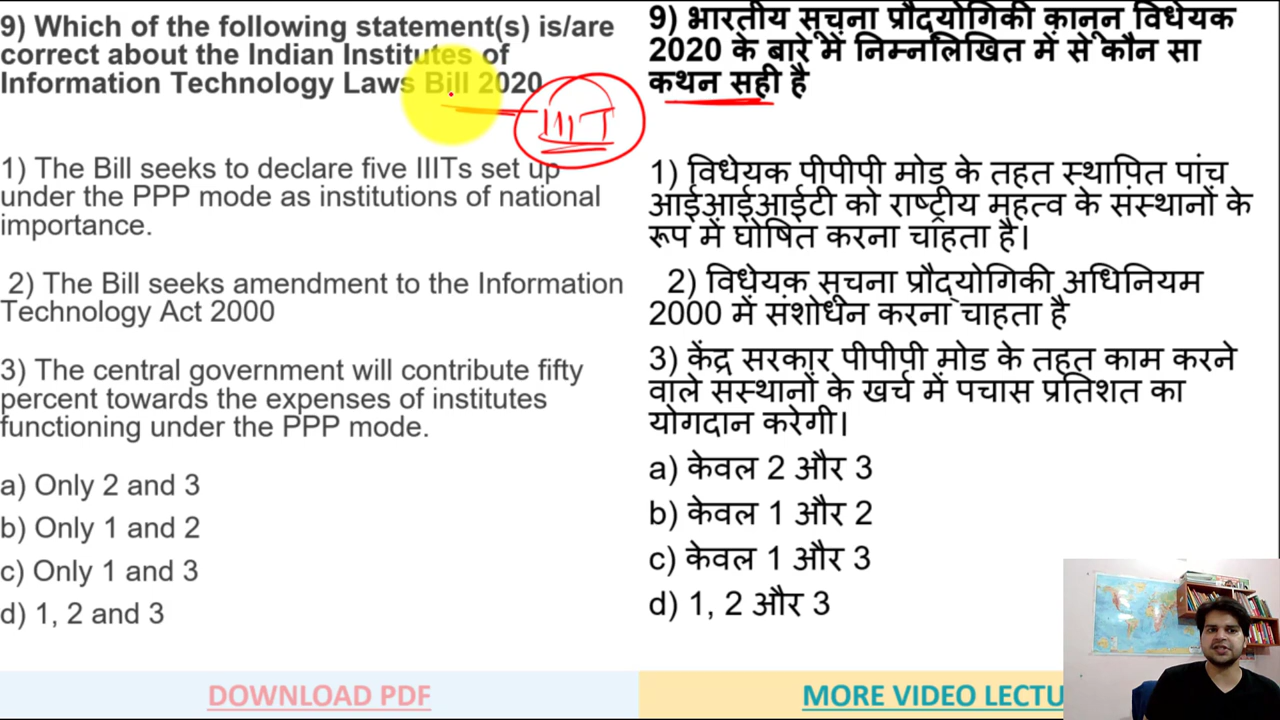 9) Which of the following statement(s) is/are
correct about the Indian Institutes of
Information Technology Laws Bill 2020
IIIT
1) The Bill seeks to declare five IIITs set up
under the PPP mode as institutions of national
importance.
2) The Bill seeks amendment to the Information
Technology Act 2000
3) The central government will contribute fifty
percent towards the expenses of institutes
functioning under the PPP mode.
a) Only 2 and 3
b) Only 1 and 2
c) Only 1 and 3
d) 1, 2 and 3
9) भारतीय सूचना प्रौद्योगिकी कानून विधेयक
2020 के बारे में निम्नलिखित में से कौन सा
कथन सही है
1) विधेयक पीपीपी मोड के तहत स्थापित पांच
आईआईआईटी को राष्ट्रीय महत्व के संस्थानों के
रूप में घोषित करना चाहता है।
2) विधेयक सूचना प्रौद्योगिकी अधिनियम
2000 में संशोधन करना चाहता है
3) केंद्र सरकार पीपीपी मोड के तहत काम करने
वाले संस्थानों के खर्च में पचास प्रतिशत का
योगदान करेगी।
a) केवल 2 और 3
b) केवल 1 और 2
c) केवल 1 और 3
d) 1, 2 और 3
DOWNLOAD PDF
MORE VIDEO LECTU